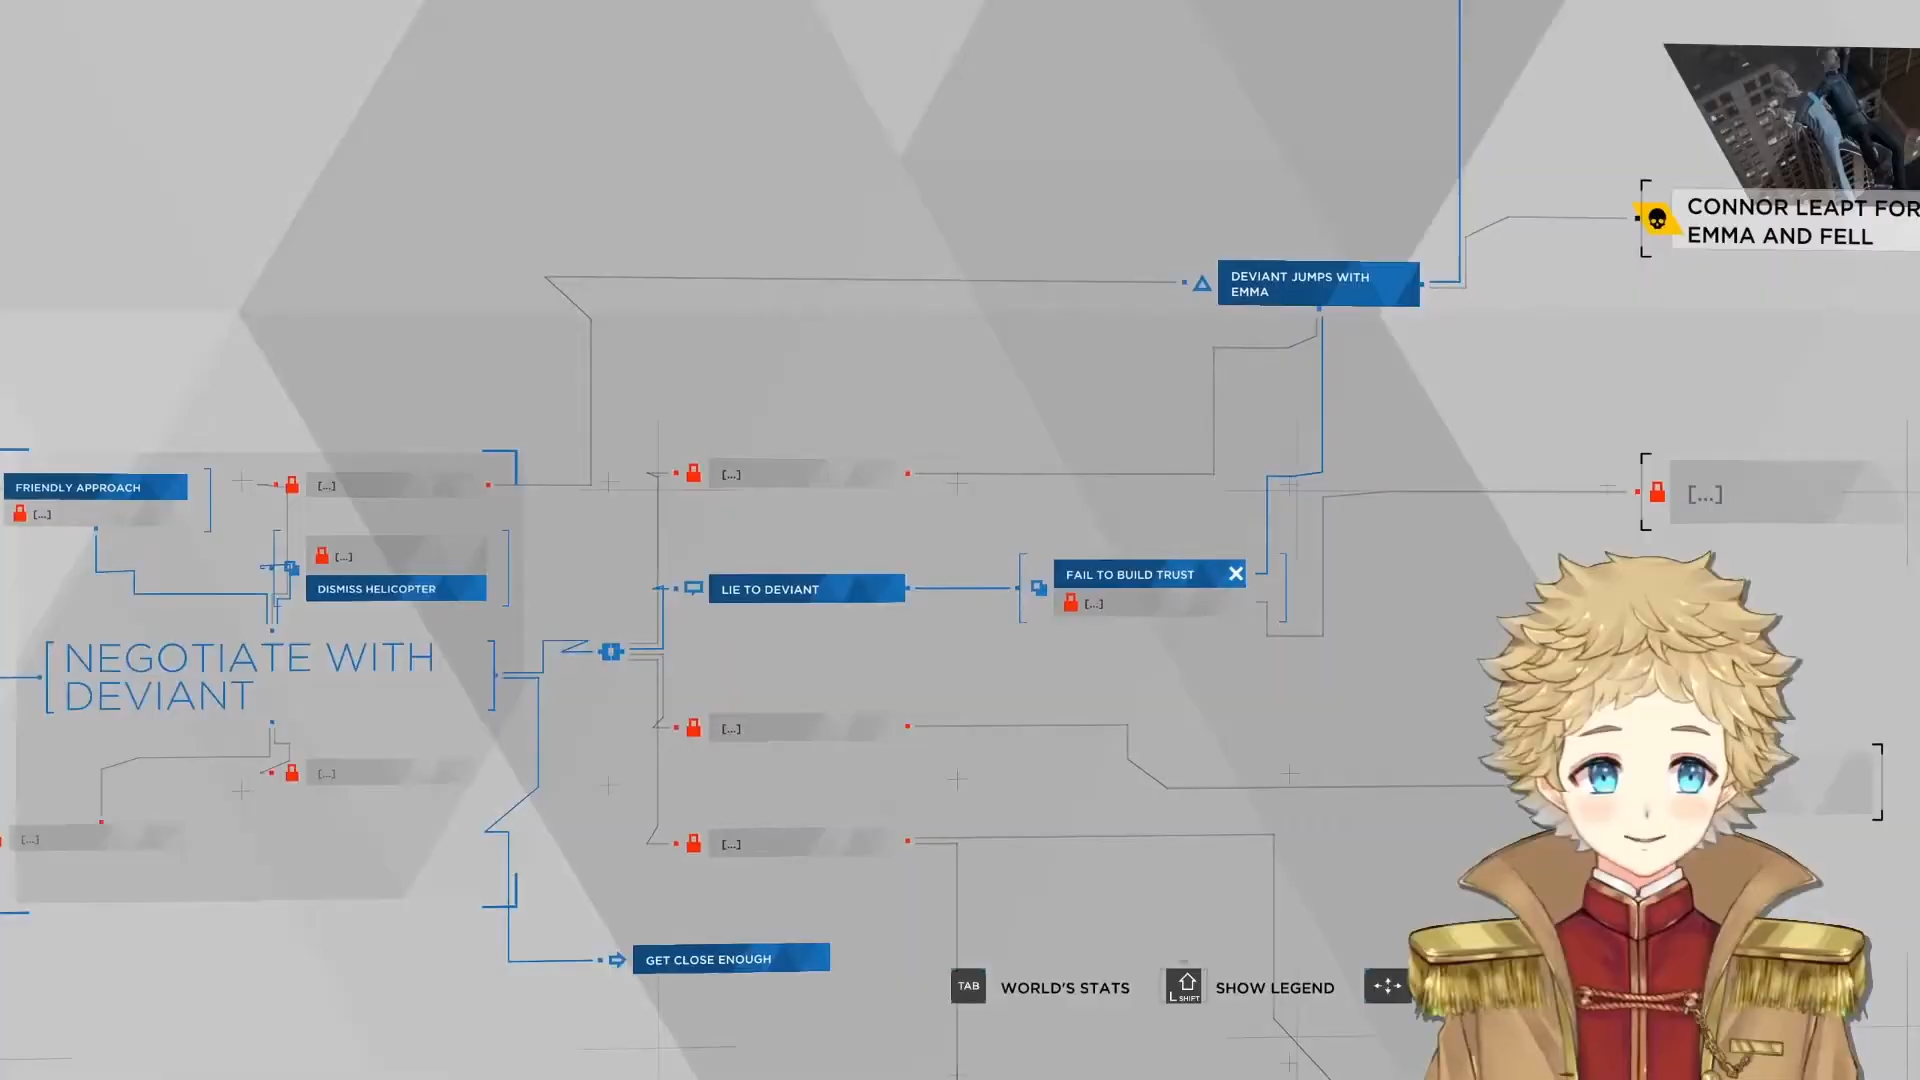 CONNOR LEAPT FOR
EMMA AND FELL
DEVIANT JUMPS WITH
EMMA
FRIENDLY APPROACH
[...]
[...]
[...]
DISMISS HELICOPTER
NEGOTIATE WITH
DEVIANT
[...]
[...]
[...]
LIE TO DEVIANT
FAIL TO BUILD TRUST
[...]
[...]
[...]
[...]
GET CLOSE ENOUGH
TAB WORLD'S STATS
L SHIFT SHOW LEGEND